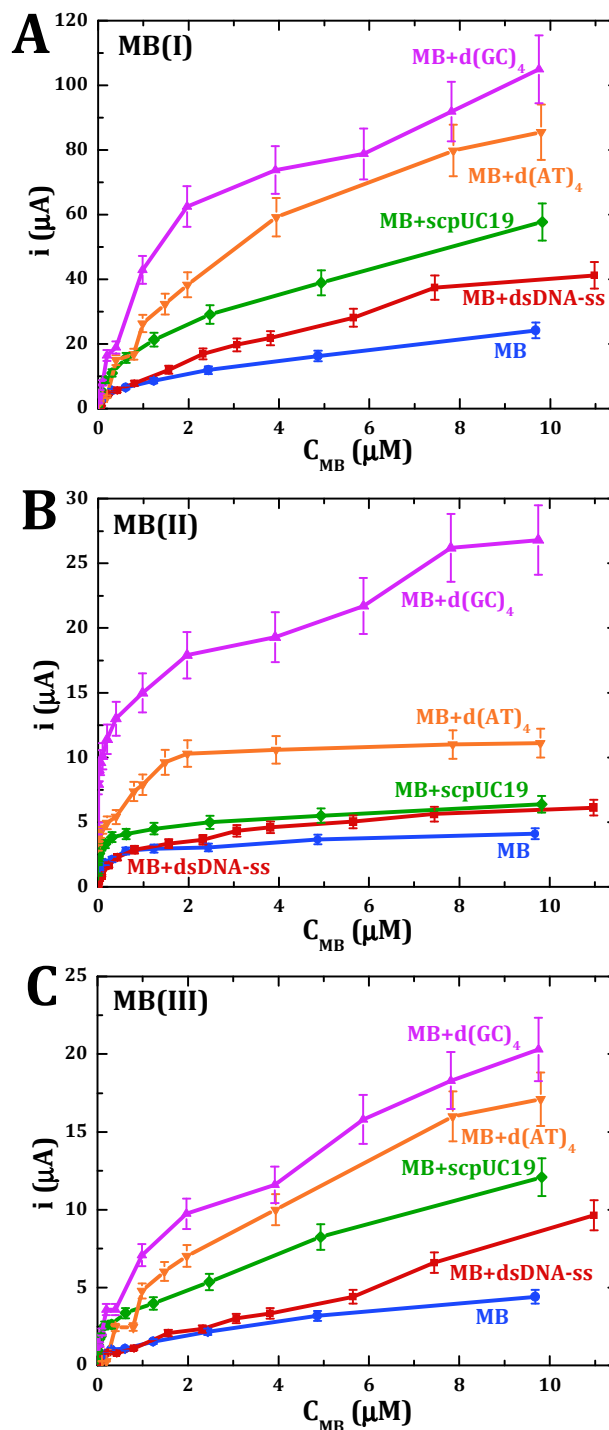 A
MB(I)
120
100
80
60
40
20
0
i (μA)
MB+d(GC)₄
MB+d(AT)₄
MB+scpUC19
MB+dsDNA-ss
MB
0 2 4 6 8 10
C_MB (μM)
B
MB(II)
30
25
20
15
10
5
0
i (μA)
MB+d(GC)₄
MB+d(AT)₄
MB+scpUC19
MB+dsDNA-ss
MB
0 2 4 6 8 10
C_MB (μM)
C
MB(III)
25
20
15
10
5
0
i (μA)
MB+d(GC)₄
MB+d(AT)₄
MB+scpUC19
MB+dsDNA-ss
MB
0 2 4 6 8 10
C_MB (μM)